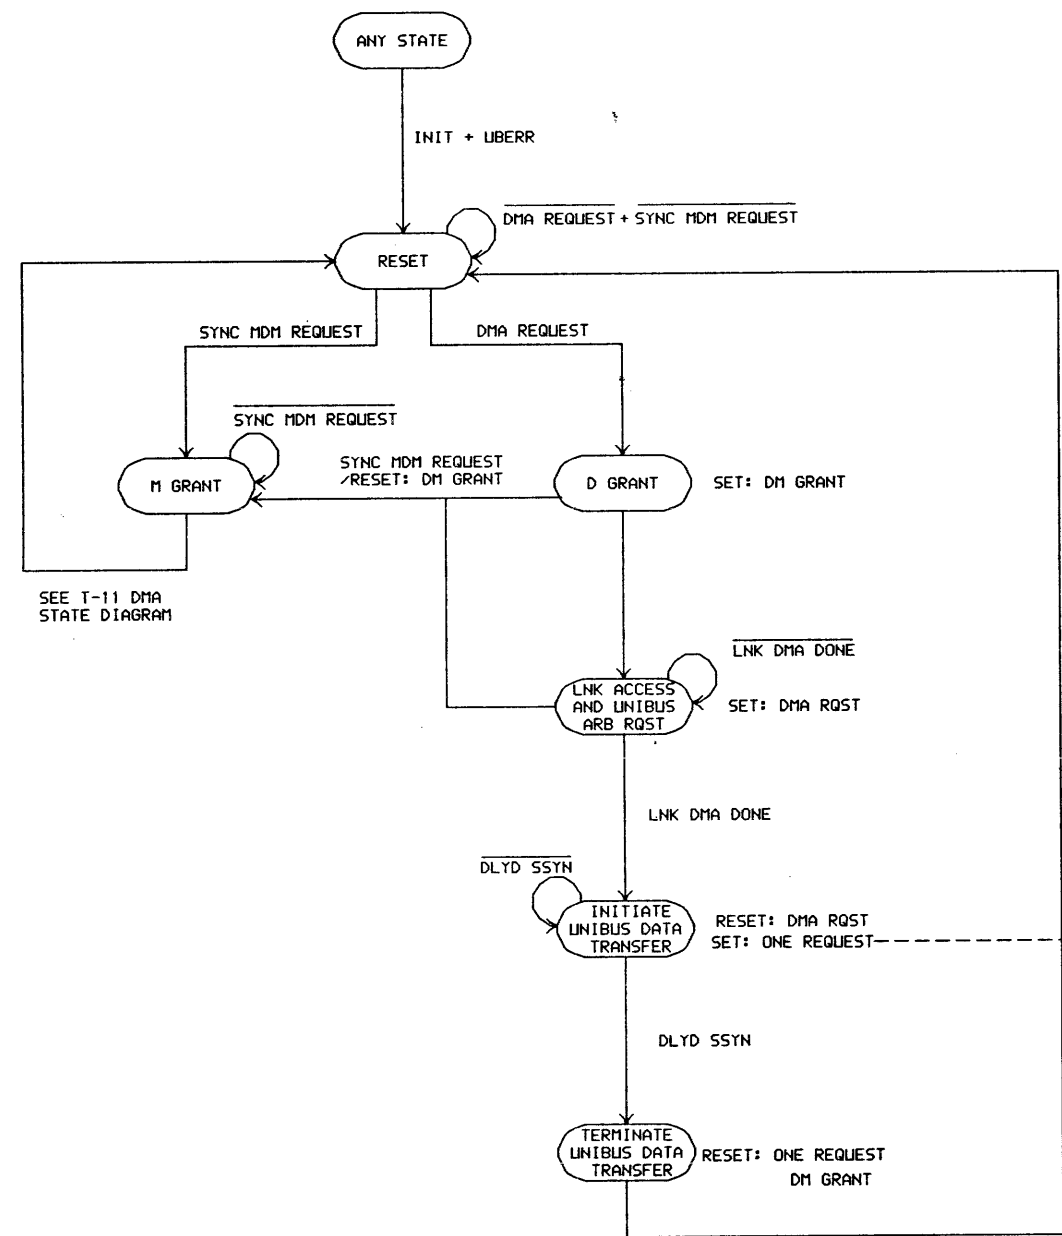 ANY STATE
INIT + UBERR
DMA REQUEST + SYNC MDM REQUEST
RESET
SYNC MDM REQUEST
DMA REQUEST
SYNC MDM REQUEST
M GRANT
SYNC MDM REQUEST
/RESET: DM GRANT
D GRANT
SET: DM GRANT
SEE T-11 DMA
STATE DIAGRAM
LNK DMA DONE
LNK ACCESS
AND UNIBUS
ARB RQST
SET: DMA RQST
LNK DMA DONE
DLYD SSYN
INITIATE
UNIBUS DATA
TRANSFER
RESET: DMA RQST
SET: ONE REQUEST
DLYD SSYN
TERMINATE
UNIBUS DATA
TRANSFER
RESET: ONE REQUEST
DM GRANT